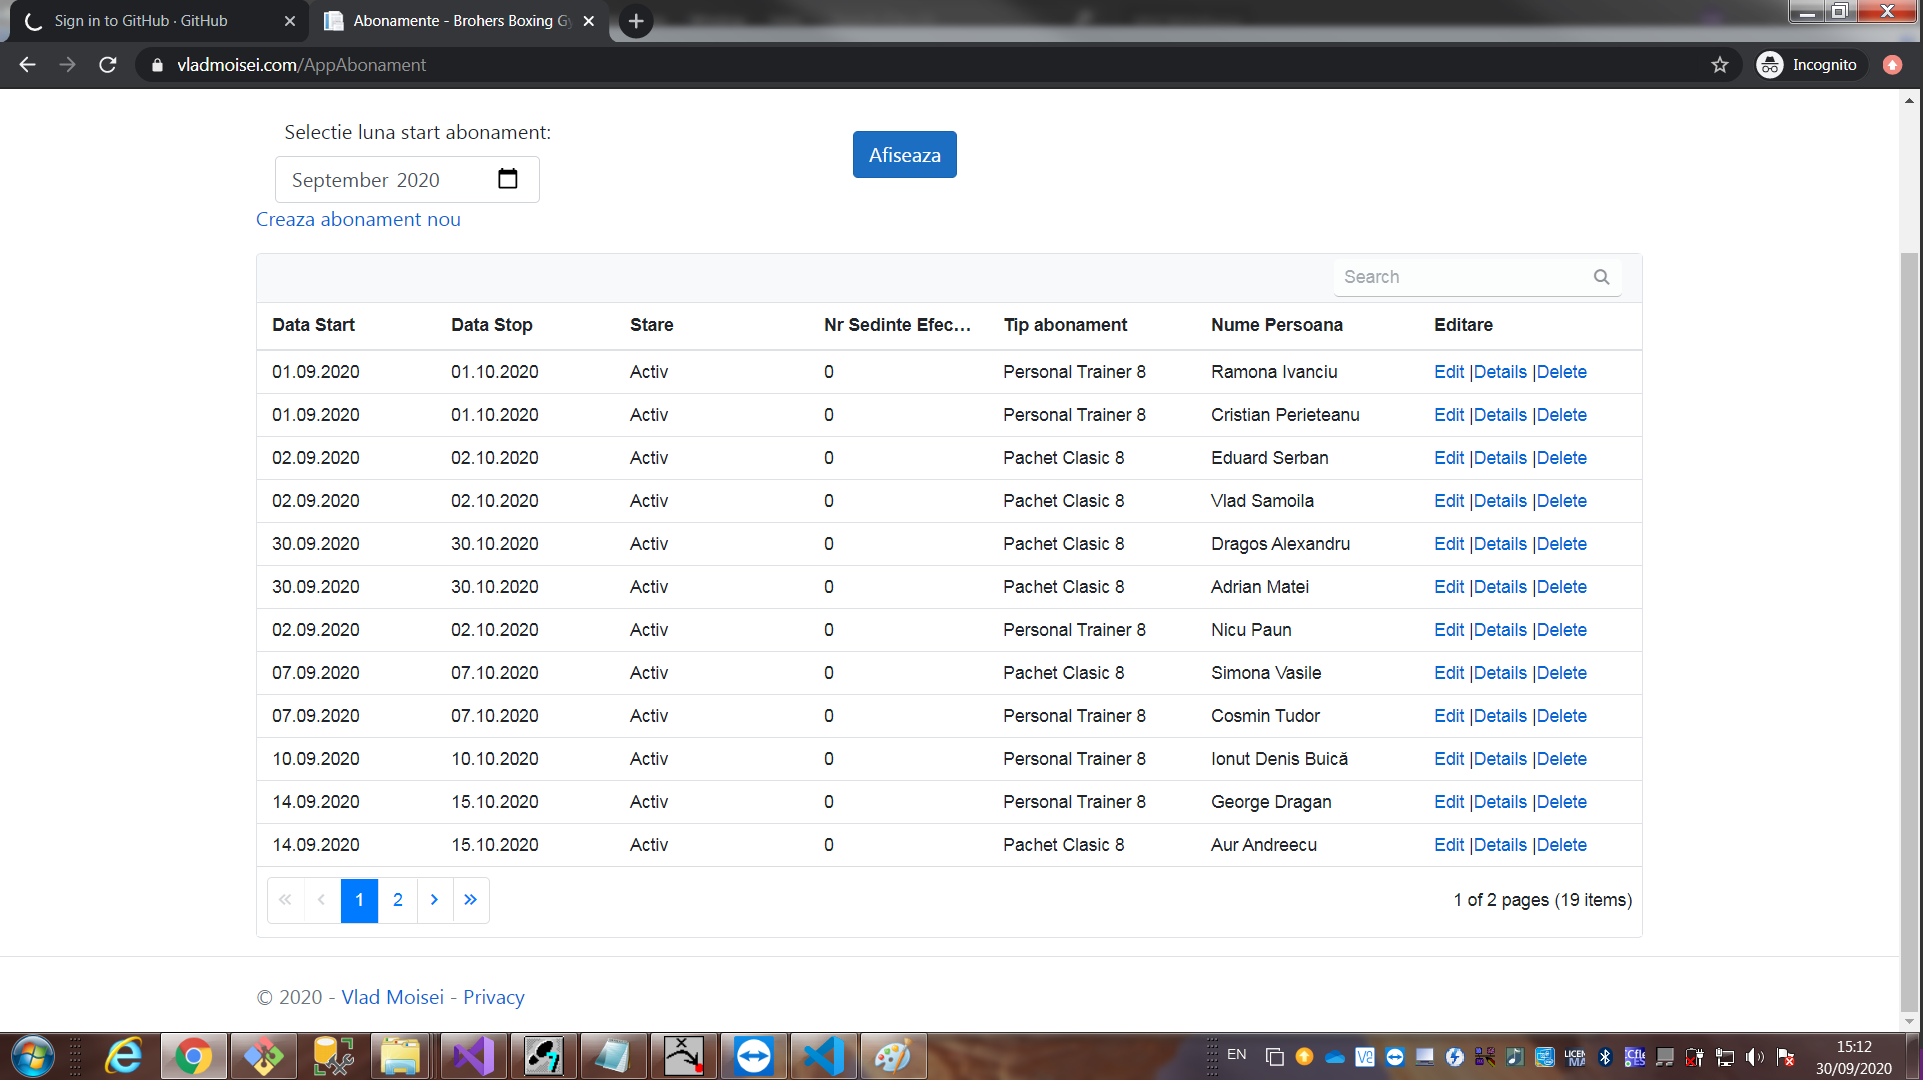 Sign in to GitHub · GitHub
Abonamente - Brohers Boxing Gy
vladmoisei.com/AppAbonament
Incognito
Selectie luna start abonament:
September 2020
Afiseaza
Creaza abonament nou
Search
Data Start Data Stop Stare Nr Sedinte Efec... Tip abonament Nume Persoana Editare
01.09.2020 01.10.2020 Activ 0 Personal Trainer 8 Ramona Ivanciu Edit |Details |Delete
01.09.2020 01.10.2020 Activ 0 Personal Trainer 8 Cristian Perieteanu Edit |Details |Delete
02.09.2020 02.10.2020 Activ 0 Pachet Clasic 8 Eduard Serban Edit |Details |Delete
02.09.2020 02.10.2020 Activ 0 Pachet Clasic 8 Vlad Samoila Edit |Details |Delete
30.09.2020 30.10.2020 Activ 0 Pachet Clasic 8 Dragos Alexandru Edit |Details |Delete
30.09.2020 30.10.2020 Activ 0 Pachet Clasic 8 Adrian Matei Edit |Details |Delete
02.09.2020 02.10.2020 Activ 0 Personal Trainer 8 Nicu Paun Edit |Details |Delete
07.09.2020 07.10.2020 Activ 0 Pachet Clasic 8 Simona Vasile Edit |Details |Delete
07.09.2020 07.10.2020 Activ 0 Personal Trainer 8 Cosmin Tudor Edit |Details |Delete
10.09.2020 10.10.2020 Activ 0 Personal Trainer 8 Ionut Denis Buică Edit |Details |Delete
14.09.2020 15.10.2020 Activ 0 Personal Trainer 8 George Dragan Edit |Details |Delete
14.09.2020 15.10.2020 Activ 0 Pachet Clasic 8 Aur Andreecu Edit |Details |Delete
« ‹ 1 2 › » 1 of 2 pages (19 items)
© 2020 - Vlad Moisei - Privacy
EN
15:12
30/09/2020